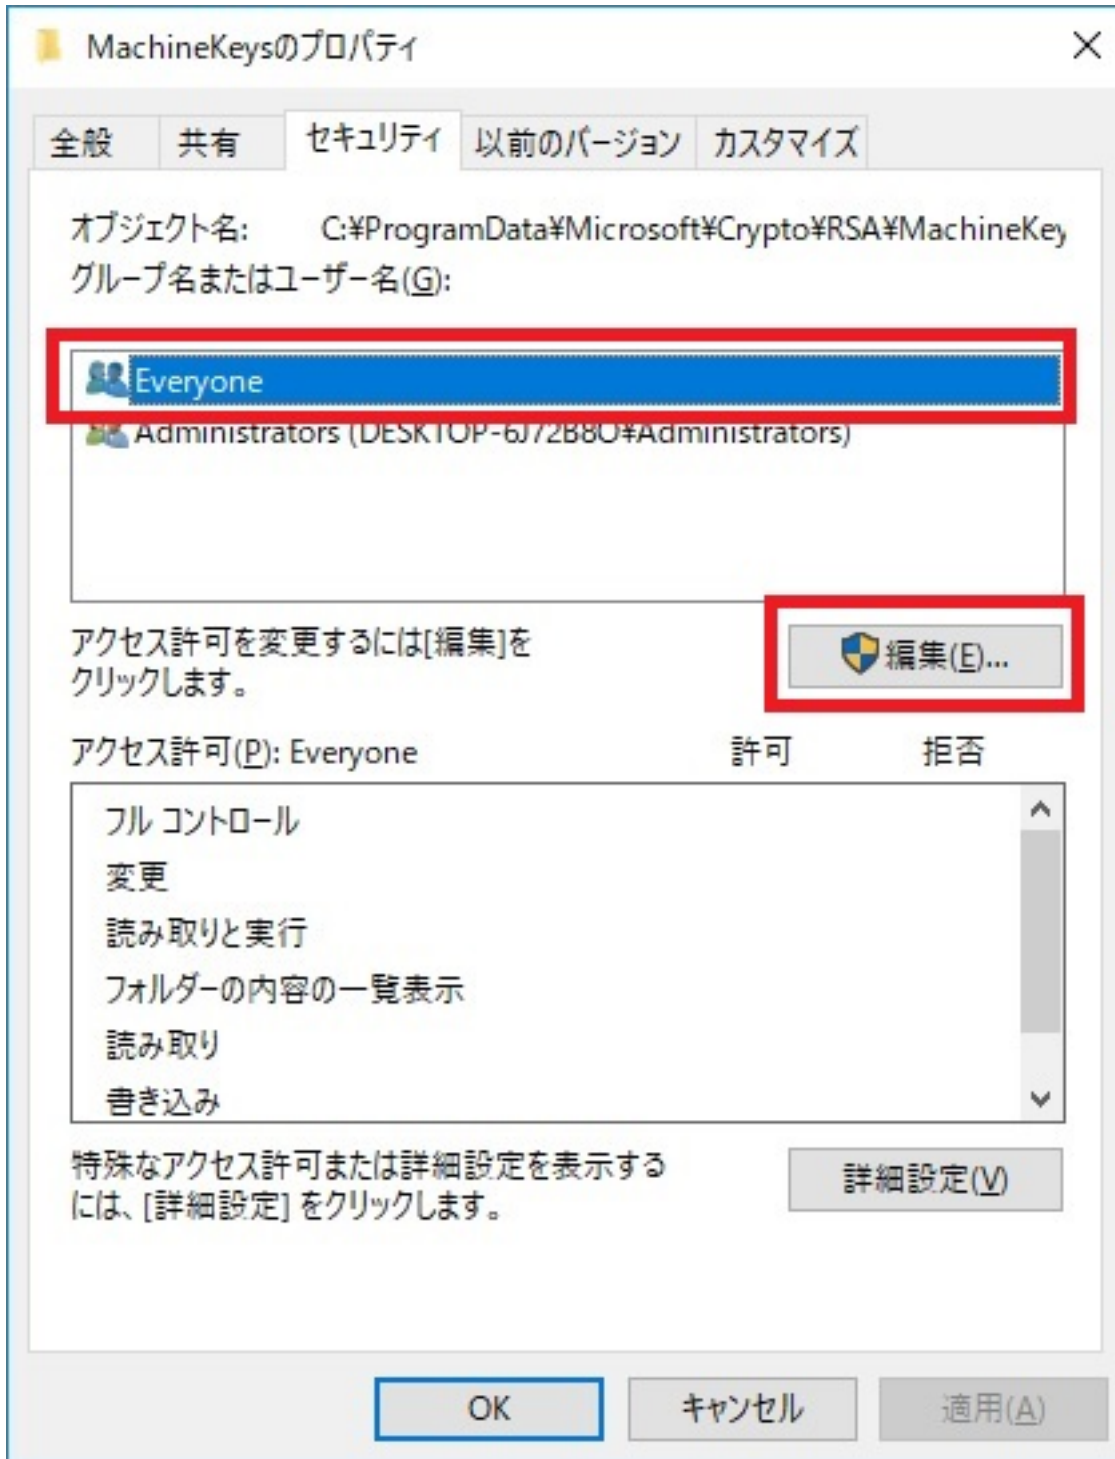 MachineKeysのプロパティ
全般 共有 セキュリティ 以前のバージョン カスタマイズ
オブジェクト名: C:¥ProgramData¥Microsoft¥Crypto¥RSA¥MachineKey
グループ名またはユーザー名(G):
Everyone
Administrators (DESKTOP-6J72B8O¥Administrators)
アクセス許可を変更するには[編集]を
クリックします。
編集(E)...
アクセス許可(P): Everyone 許可 拒否
フル コントロール
変更
読み取りと実行
フォルダーの内容の一覧表示
読み取り
書き込み
特殊なアクセス許可または詳細設定を表示する
には、[詳細設定] をクリックします。
詳細設定(V)
OK キャンセル 適用(A)